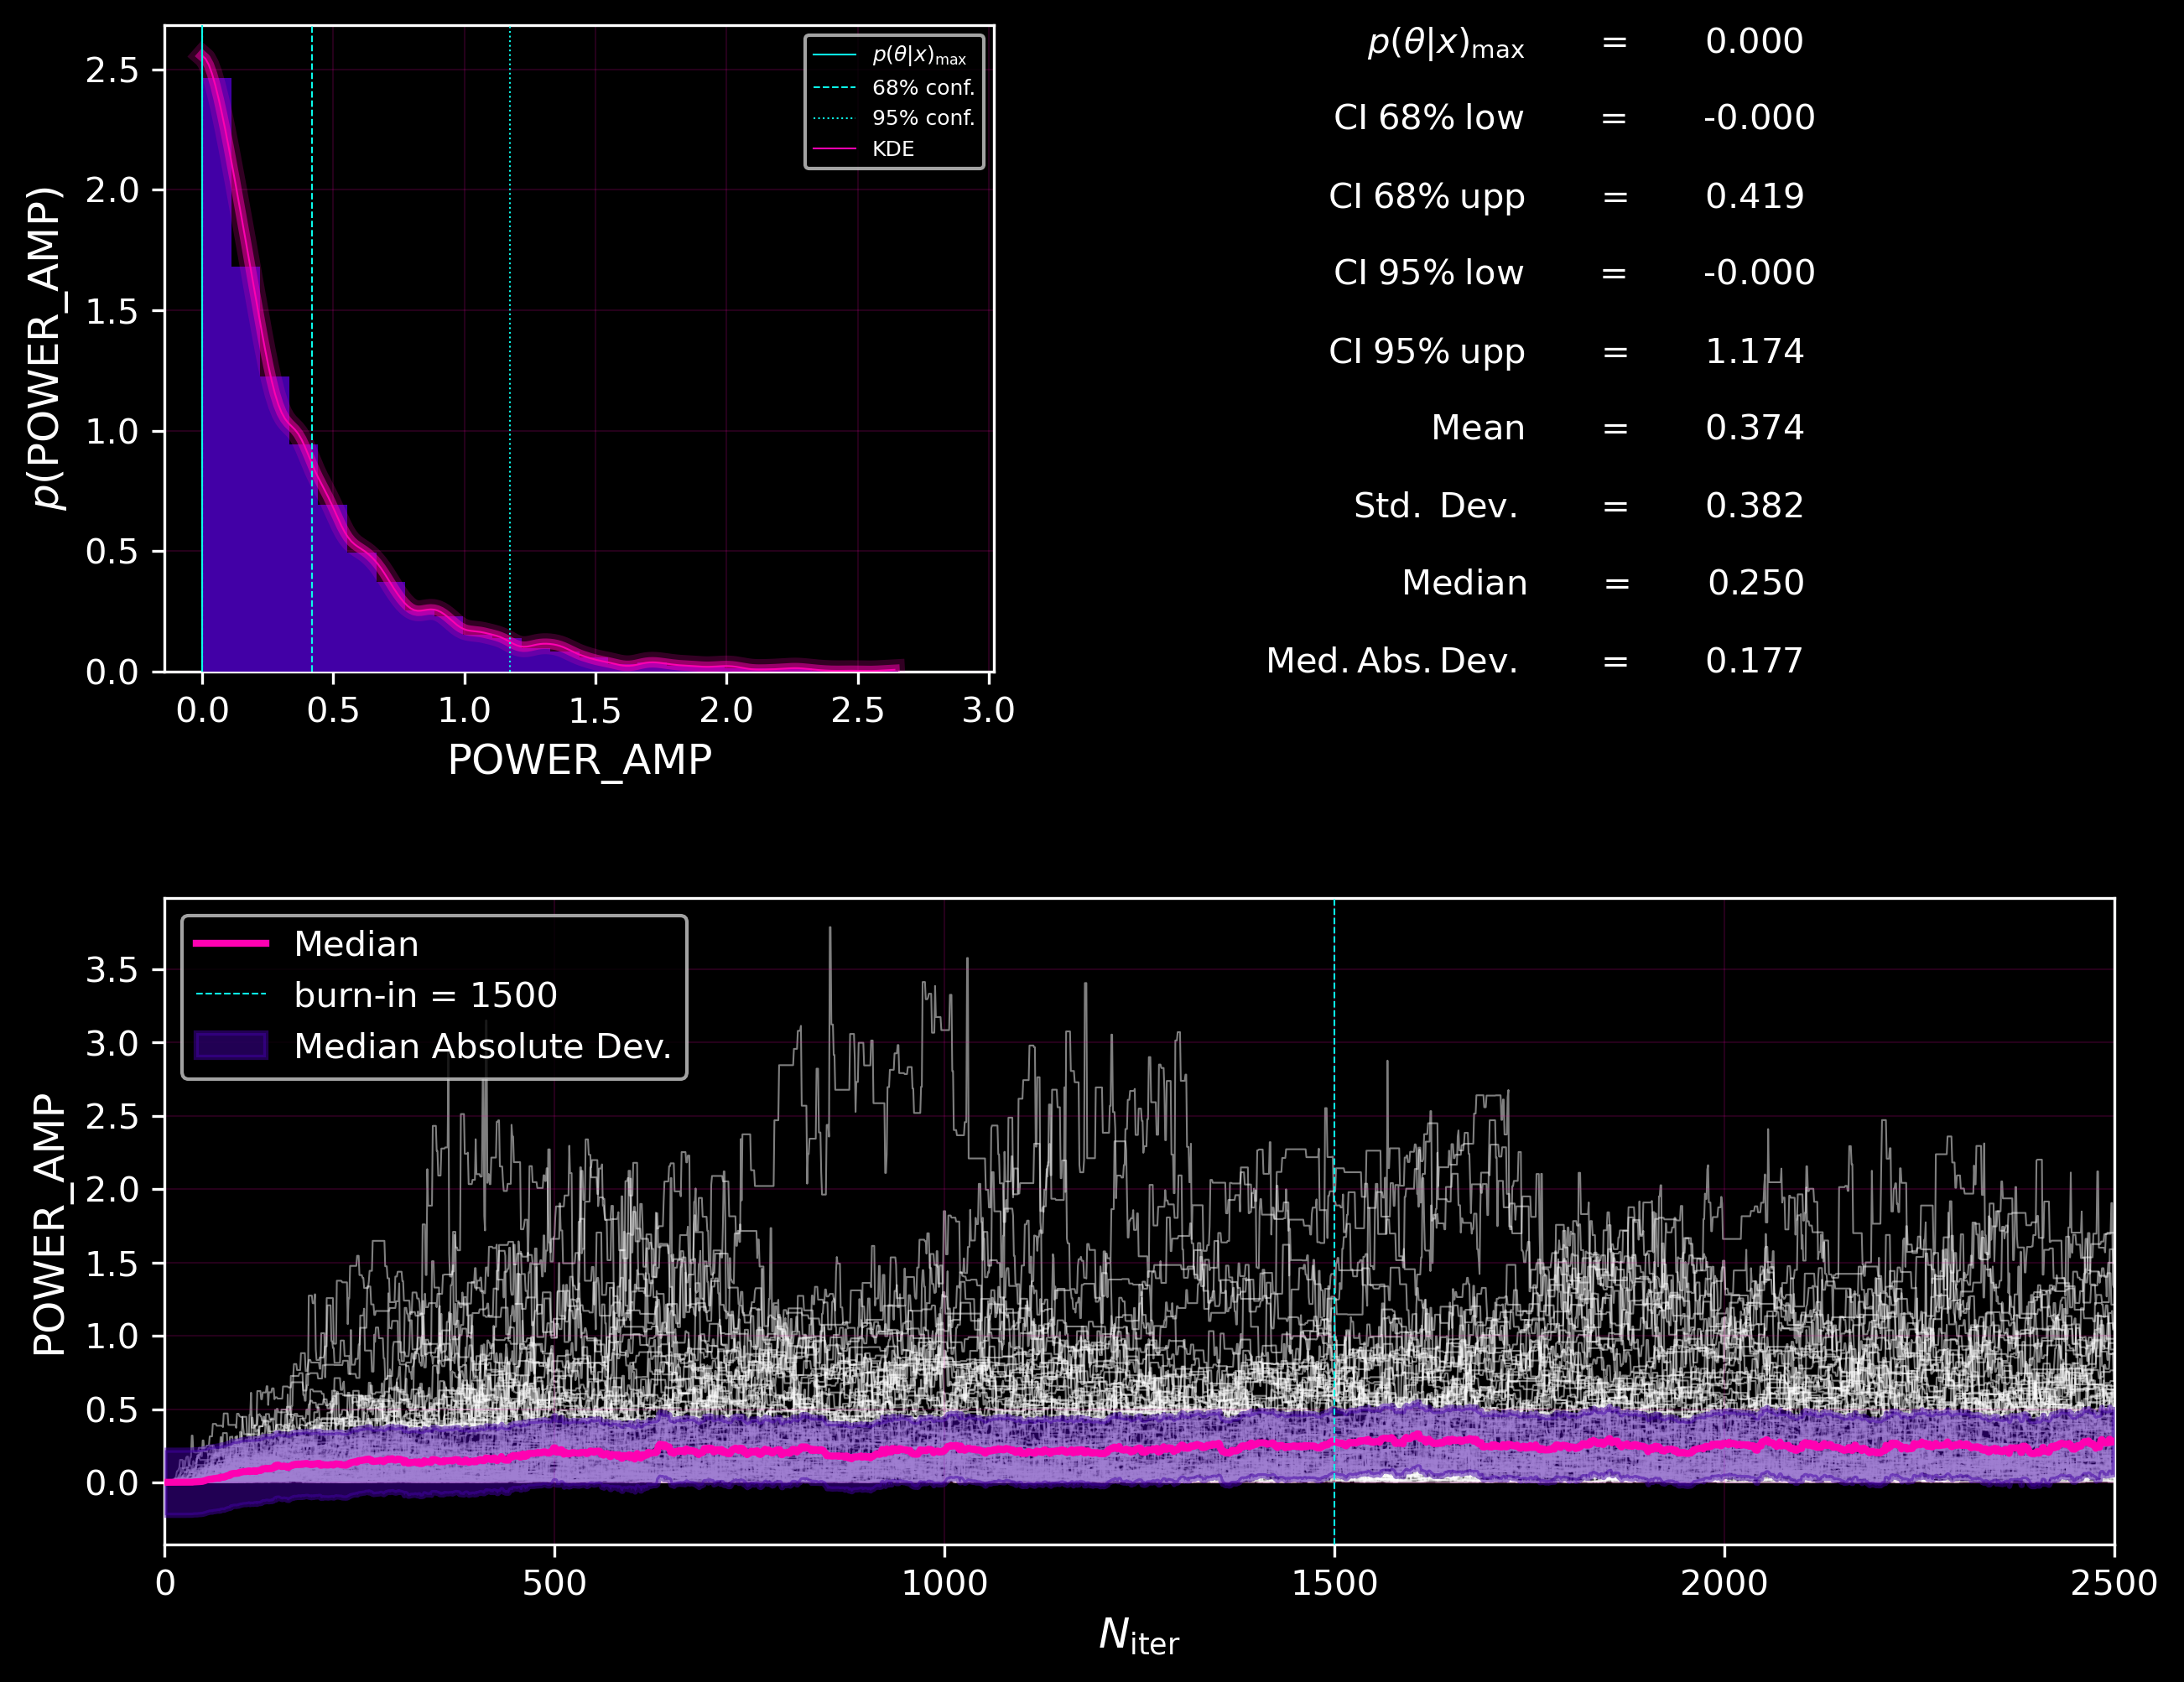 p(POWER_AMP)
2.5
2.0
1.5
1.0
0.5
0.0
0.0 0.5 1.0 1.5 2.0 2.5 3.0
POWER_AMP
p(θ|x)max
68% conf.
95% conf.
KDE
p(θ|x)max = 0.000
CI 68% low = -0.000
CI 68% upp = 0.419
CI 95% low = -0.000
CI 95% upp = 1.174
Mean = 0.374
Std. Dev. = 0.382
Median = 0.250
Med. Abs. Dev. = 0.177
POWER_AMP
3.5
3.0
2.5
2.0
1.5
1.0
0.5
0.0
Median
burn-in = 1500
Median Absolute Dev.
0 500 1000 1500 2000 2500
Niter